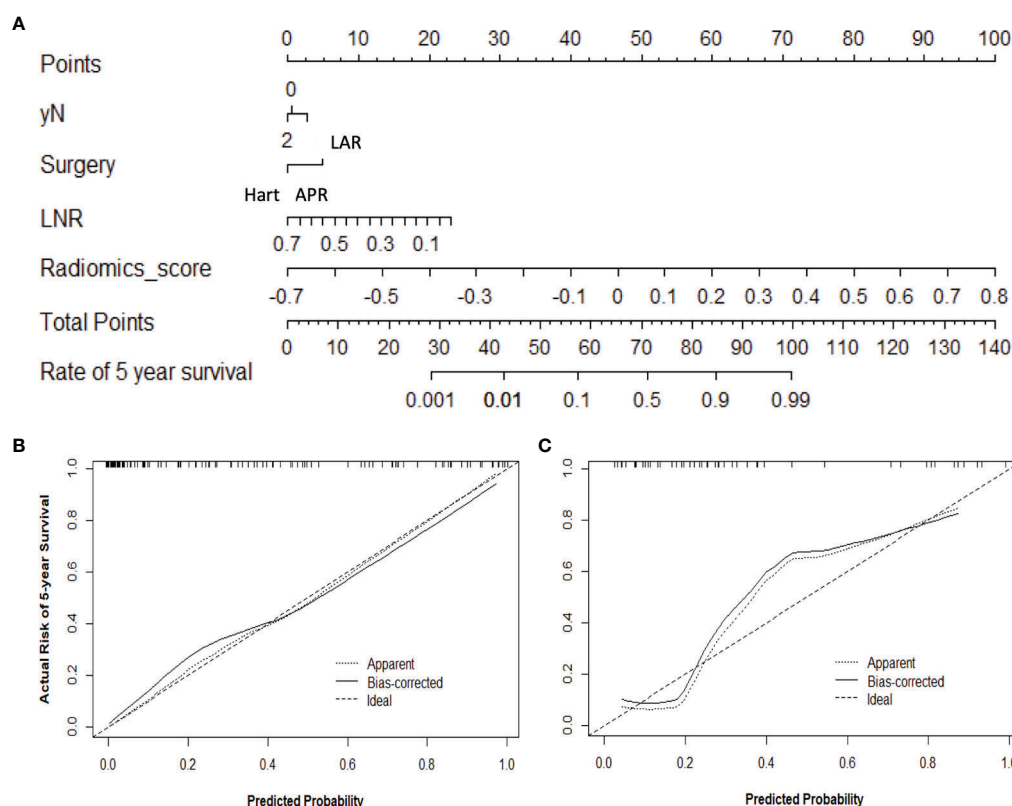 A
0 10 20 30 40 50 60 70 80 90 100
Points
0
yN
2 LAR
Surgery
Hart APR
LNR
0.7 0.5 0.3 0.1
Radiomics_score
-0.7 -0.5 -0.3 -0.1 0 0.1 0.2 0.3 0.4 0.5 0.6 0.7 0.8
Total Points
0 10 20 30 40 50 60 70 80 90 100 110 120 130 140
Rate of 5 year survival
0.001 0.01 0.1 0.5 0.9 0.99
B
Actual Risk of 5-year Survival
1.0
0.8
0.6
0.4
0.2
0.0
Apparent
Bias-corrected
Ideal
0.0 0.2 0.4 0.6 0.8 1.0
Predicted Probability
C
1.0
0.8
0.6
0.4
0.2
0.0
Apparent
Bias-corrected
Ideal
0.0 0.2 0.4 0.6 0.8 1.0
Predicted Probability